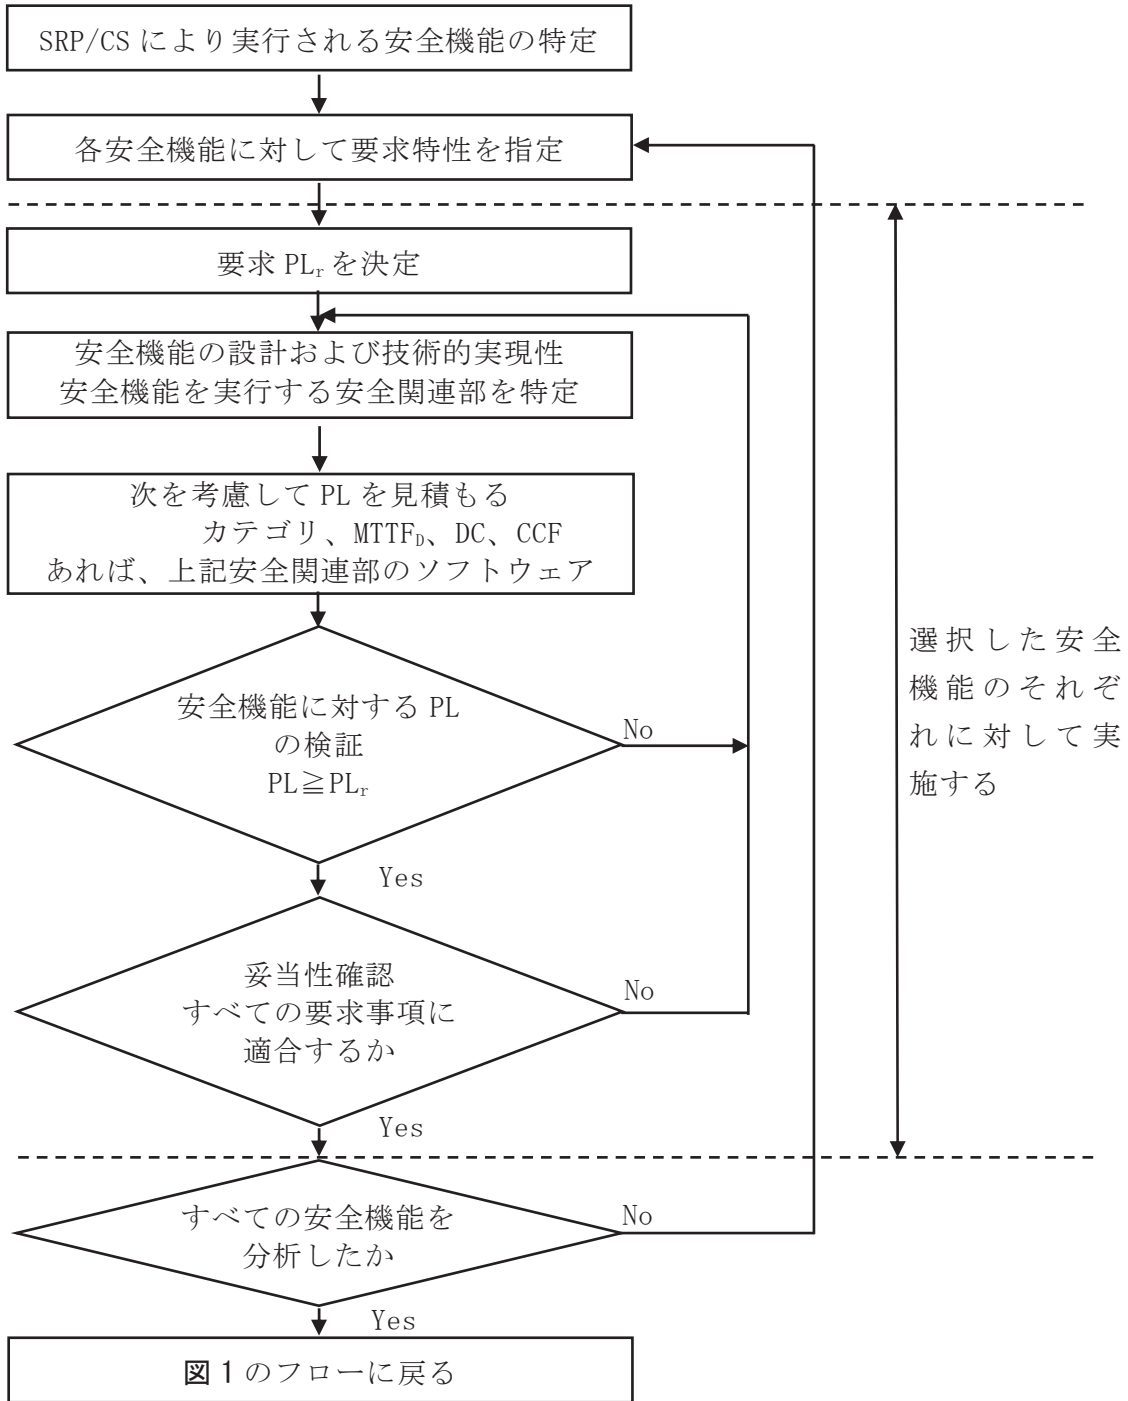 SRP/CS により実行される安全機能の特定
各安全機能に対して要求特性を指定
要求 PLr を決定
安全機能の設計および技術的実現性
安全機能を実行する安全関連部を特定
次を考慮して PL を見積もる
カテゴリ、MTTFD、DC、CCF
あれば、上記安全関連部のソフトウェア
安全機能に対する PL
の検証
PL≧PLr
No
Yes
妥当性確認
すべての要求事項に
適合するか
No
Yes
すべての安全機能を
分析したか
No
Yes
図 1 のフローに戻る
選択した安全
機能のそれぞ
れに対して実
施する